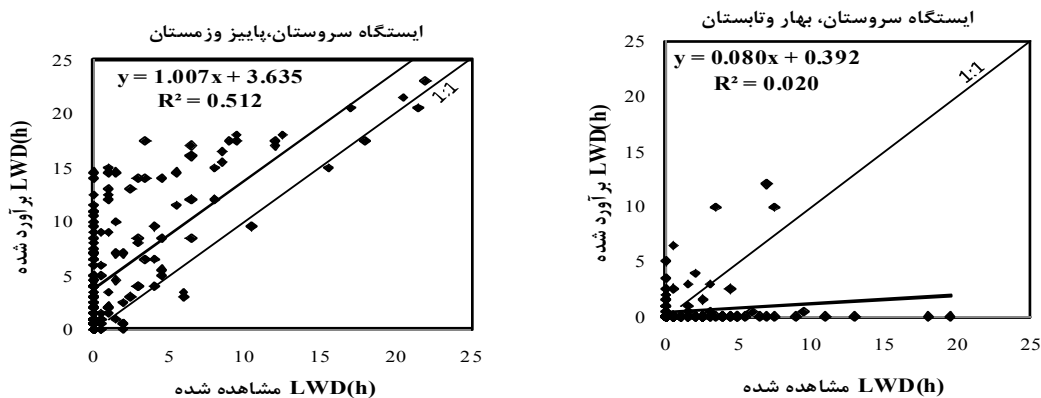 ایستگاه سروستان،پاییز وزمستان
25
20
15
10
5
0
y = 1.007x + 3.635
R² = 0.512
1:1
برآورد شده LWD(h)
0 5 10 15 20 25
مشاهده شده LWD(h)
ایستگاه سروستان، بهار وتابستان
25
20
15
10
5
0
y = 0.080x + 0.392
R² = 0.020
1:1
برآورد شده LWD(h)
0 5 10 15 20 25
مشاهده شده LWD(h)